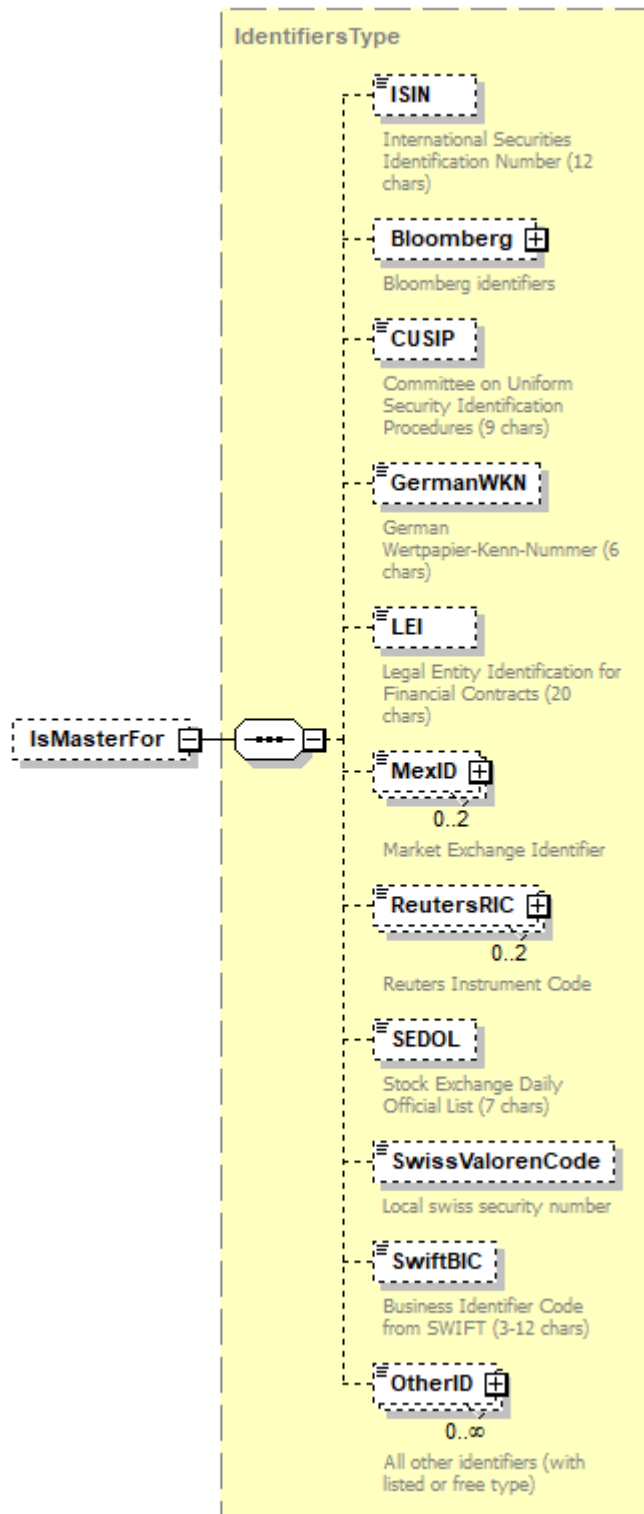 IdentifiersType
ISIN
International Securities
Identification Number (12
chars)
Bloomberg
Bloomberg identifiers
CUSIP
Committee on Uniform
Security Identification
Procedures (9 chars)
GermanWKN
German
Wertpapier-Kenn-Nummer (6
chars)
LEI
Legal Entity Identification for
Financial Contracts (20
chars)
IsMasterFor
MexID
0..2
Market Exchange Identifier
ReutersRIC
0..2
Reuters Instrument Code
SEDOL
Stock Exchange Daily
Official List (7 chars)
SwissValorenCode
Local swiss security number
SwiftBIC
Business Identifier Code
from SWIFT (3-12 chars)
OtherID
0..∞
All other identifiers (with
listed or free type)